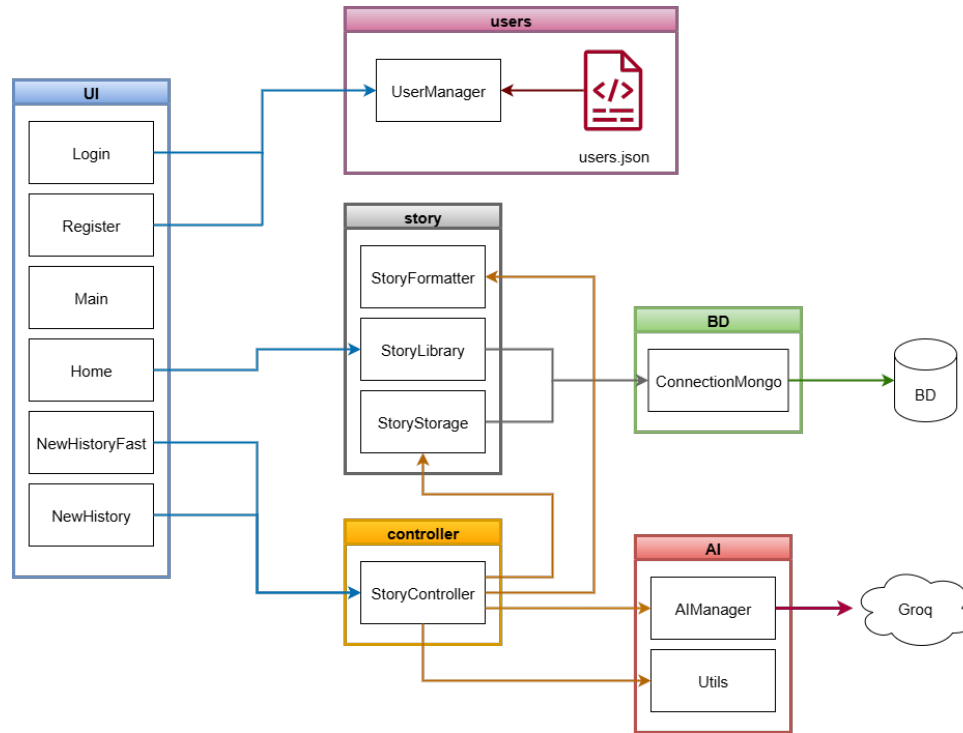 users
UserManager
</>
users.json
UI
Login
Register
Main
Home
NewHistoryFast
NewHistory
story
StoryFormatter
StoryLibrary
StoryStorage
BD
ConnectionMongo
BD
controller
StoryController
AI
AIManager
Utils
Groq